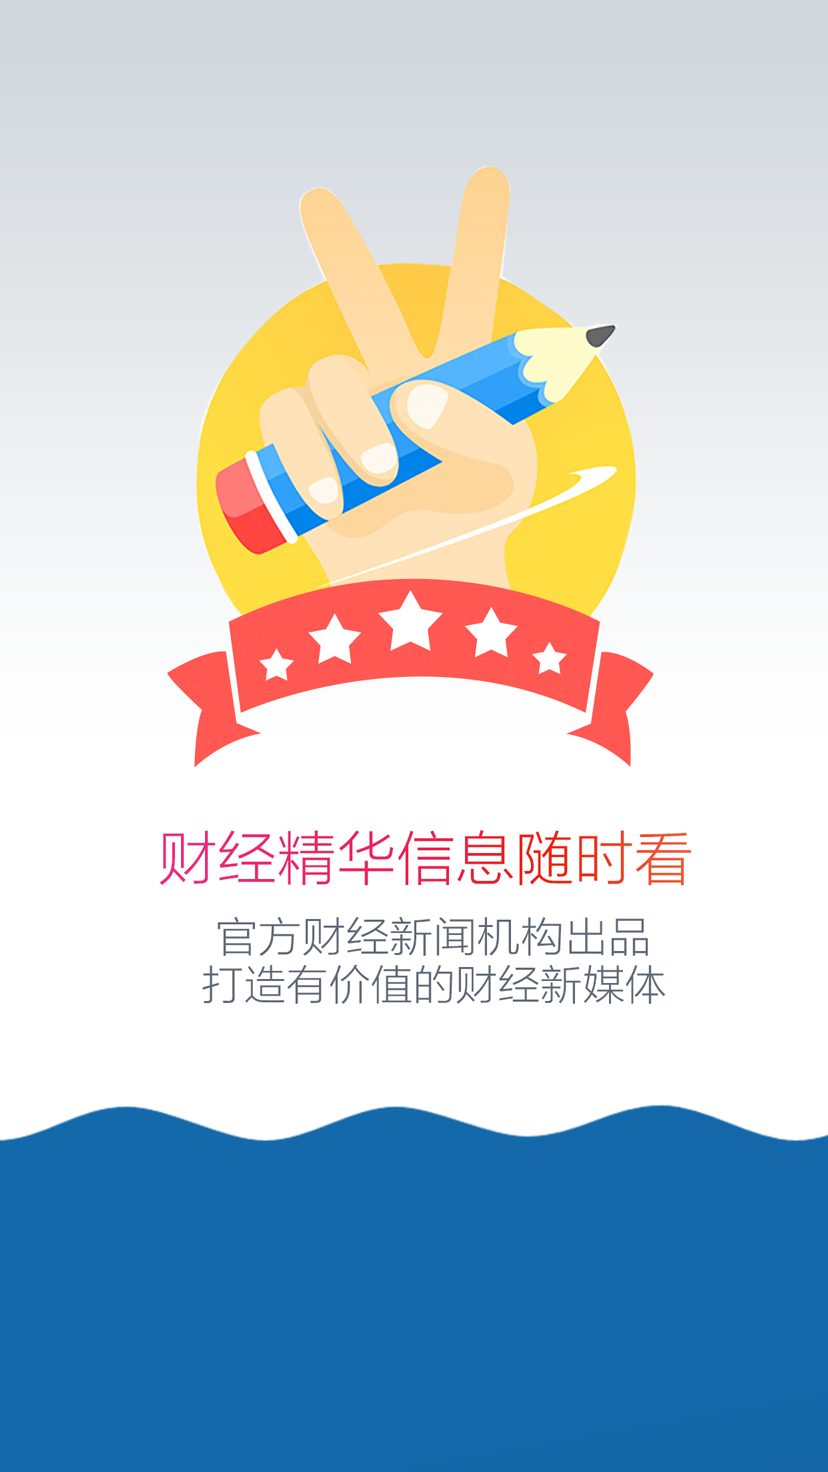 财经精华信息随时看
官方财经新闻机构出品
打造有价值的财经新媒体